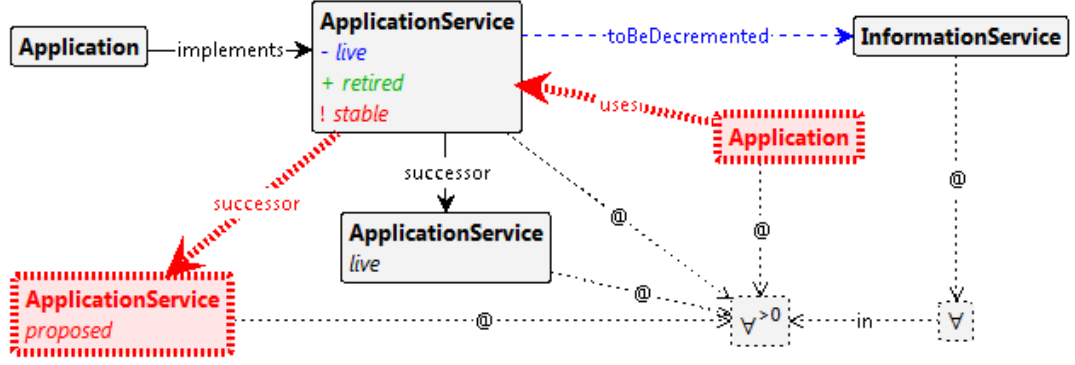 Application
implements
ApplicationService
- live
+ retired
! stable
toBeDecremented
InformationService
uses
Application
successor
successor
@
@
@
ApplicationService
live
@
ApplicationService
proposed
@
∀>0
in
∀